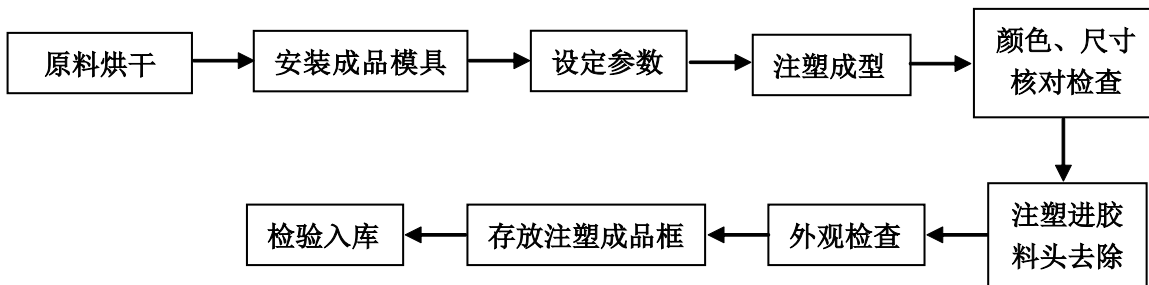 原料烘干
安装成品模具
设定参数
注塑成型
颜色、尺寸
核对检查
注塑进胶
料头去除
外观检查
存放注塑成品框
检验入库